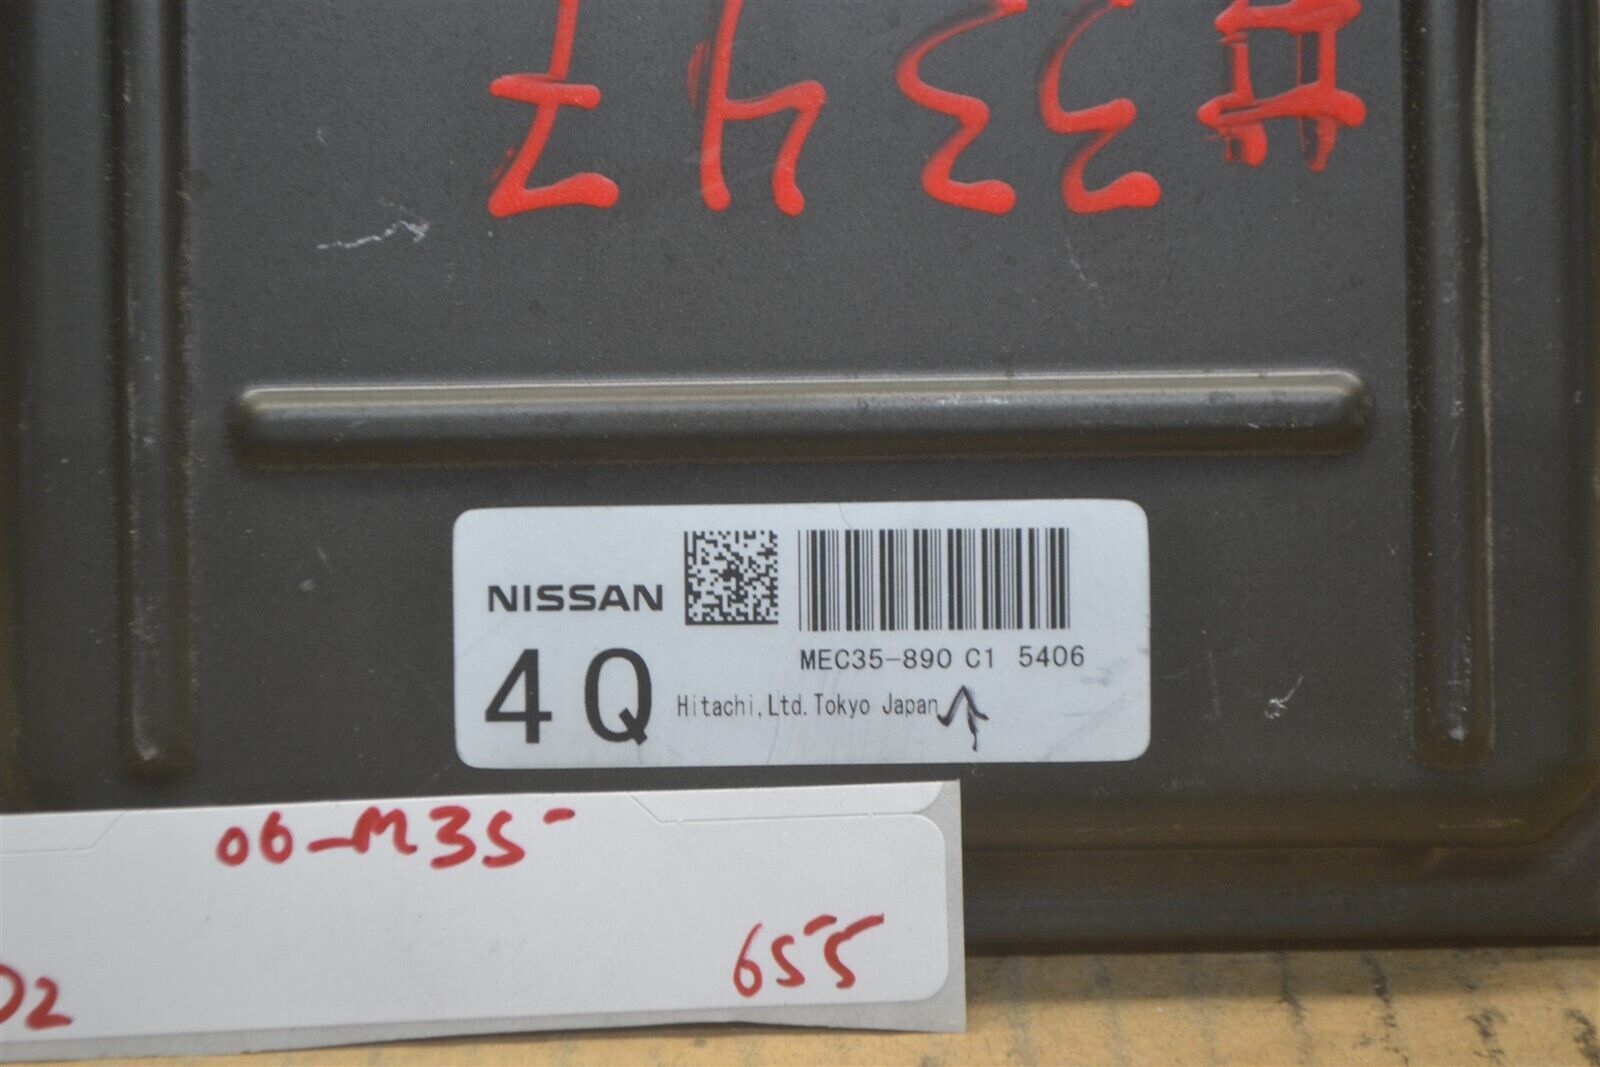 #3347
NISSAN
MEC35-890 C1 5406
4Q
Hitachi,Ltd.Tokyo Japan
06-M35-
655